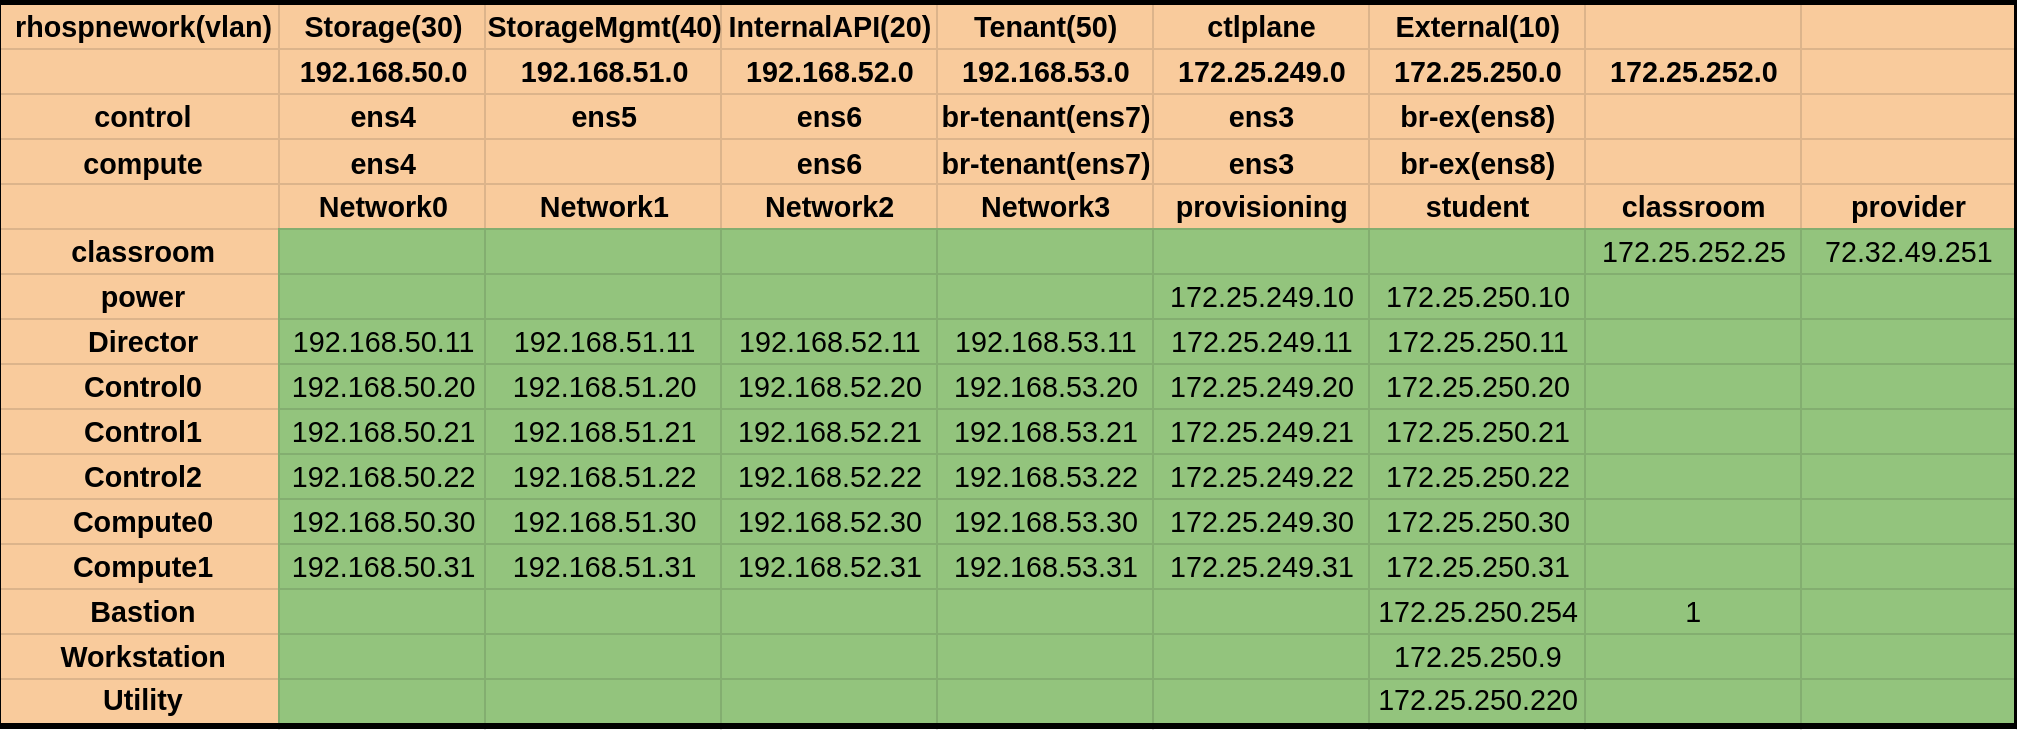 rhospnework(vlan) Storage(30) StorageMgmt(40) InternalAPI(20) Tenant(50) ctlplane External(10)
192.168.50.0 192.168.51.0 192.168.52.0 192.168.53.0 172.25.249.0 172.25.250.0 172.25.252.0
control ens4 ens5 ens6 br-tenant(ens7) ens3 br-ex(ens8)
compute ens4 ens6 br-tenant(ens7) ens3 br-ex(ens8)
Network0 Network1 Network2 Network3 provisioning student classroom provider
classroom 172.25.252.25 72.32.49.251
power 172.25.249.10 172.25.250.10
Director 192.168.50.11 192.168.51.11 192.168.52.11 192.168.53.11 172.25.249.11 172.25.250.11
Control0 192.168.50.20 192.168.51.20 192.168.52.20 192.168.53.20 172.25.249.20 172.25.250.20
Control1 192.168.50.21 192.168.51.21 192.168.52.21 192.168.53.21 172.25.249.21 172.25.250.21
Control2 192.168.50.22 192.168.51.22 192.168.52.22 192.168.53.22 172.25.249.22 172.25.250.22
Compute0 192.168.50.30 192.168.51.30 192.168.52.30 192.168.53.30 172.25.249.30 172.25.250.30
Compute1 192.168.50.31 192.168.51.31 192.168.52.31 192.168.53.31 172.25.249.31 172.25.250.31
Bastion 172.25.250.254 1
Workstation 172.25.250.9
Utility 172.25.250.220